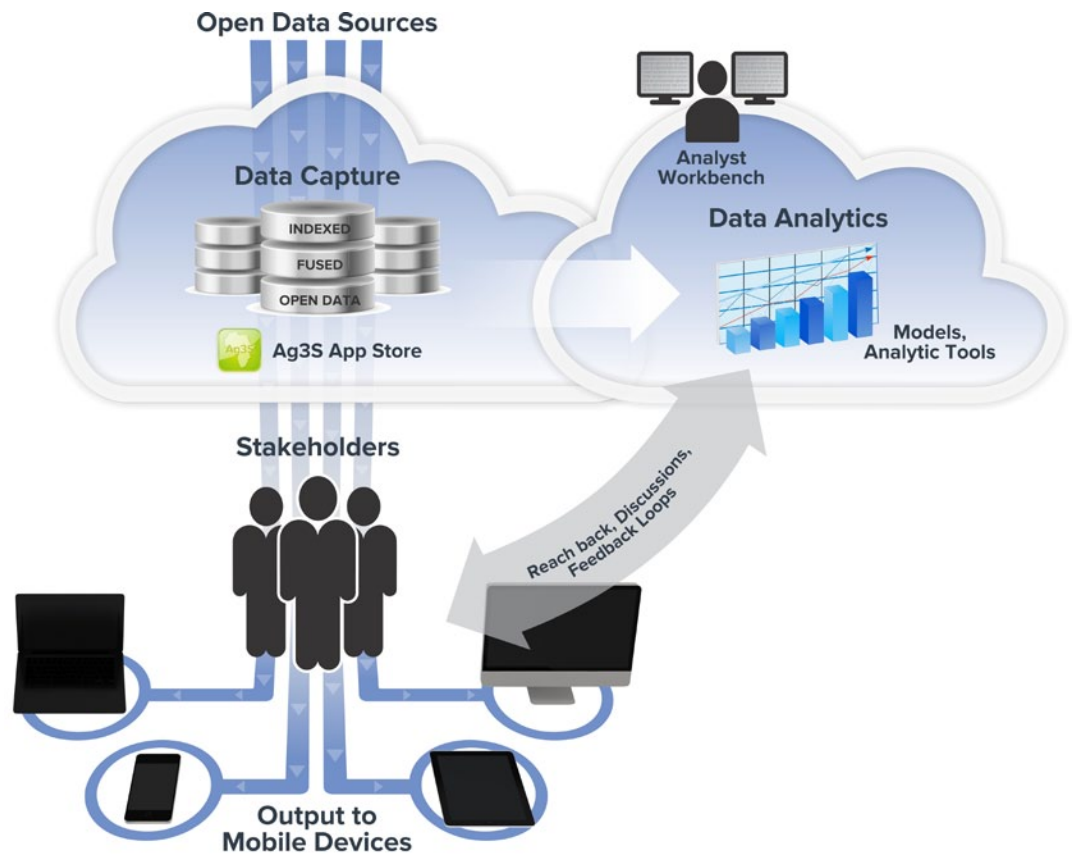 Open Data Sources
Analyst
Workbench
Data Capture
INDEXED
FUSED
OPEN DATA
Ag3S
Ag3S App Store
Data Analytics
Models,
Analytic Tools
Stakeholders
Reach back, Discussions,
Feedback Loops
Output to
Mobile Devices